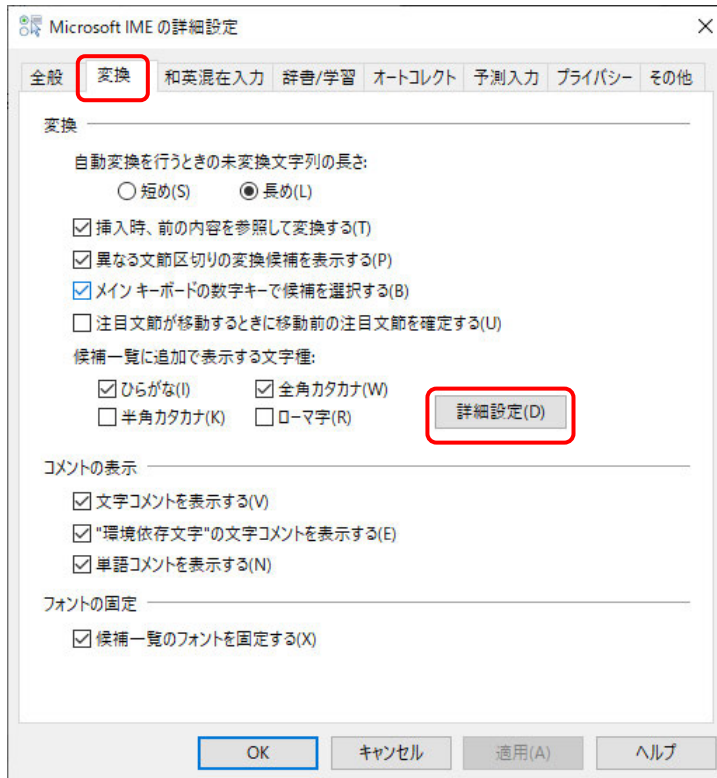 Microsoft IME の詳細設定
全般 変換 和英混在入力 辞書/学習 オートコレクト 予測入力 プライバシー その他
変換
自動変換を行うときの未変換文字列の長さ:
短め(S) 長め(L)
挿入時、前の内容を参照して変換する(T)
異なる文節区切りの変換候補を表示する(P)
メイン キーボードの数字キーで候補を選択する(B)
注目文節が移動するときに移動前の注目文節を確定する(U)
候補一覧に追加で表示する文字種:
ひらがな(I) 全角カタカナ(W)
半角カタカナ(K) ローマ字(R) 詳細設定(D)
コメントの表示
文字コメントを表示する(V)
"環境依存文字"の文字コメントを表示する(E)
単語コメントを表示する(N)
フォントの固定
候補一覧のフォントを固定する(X)
OK キャンセル 適用(A) ヘルプ